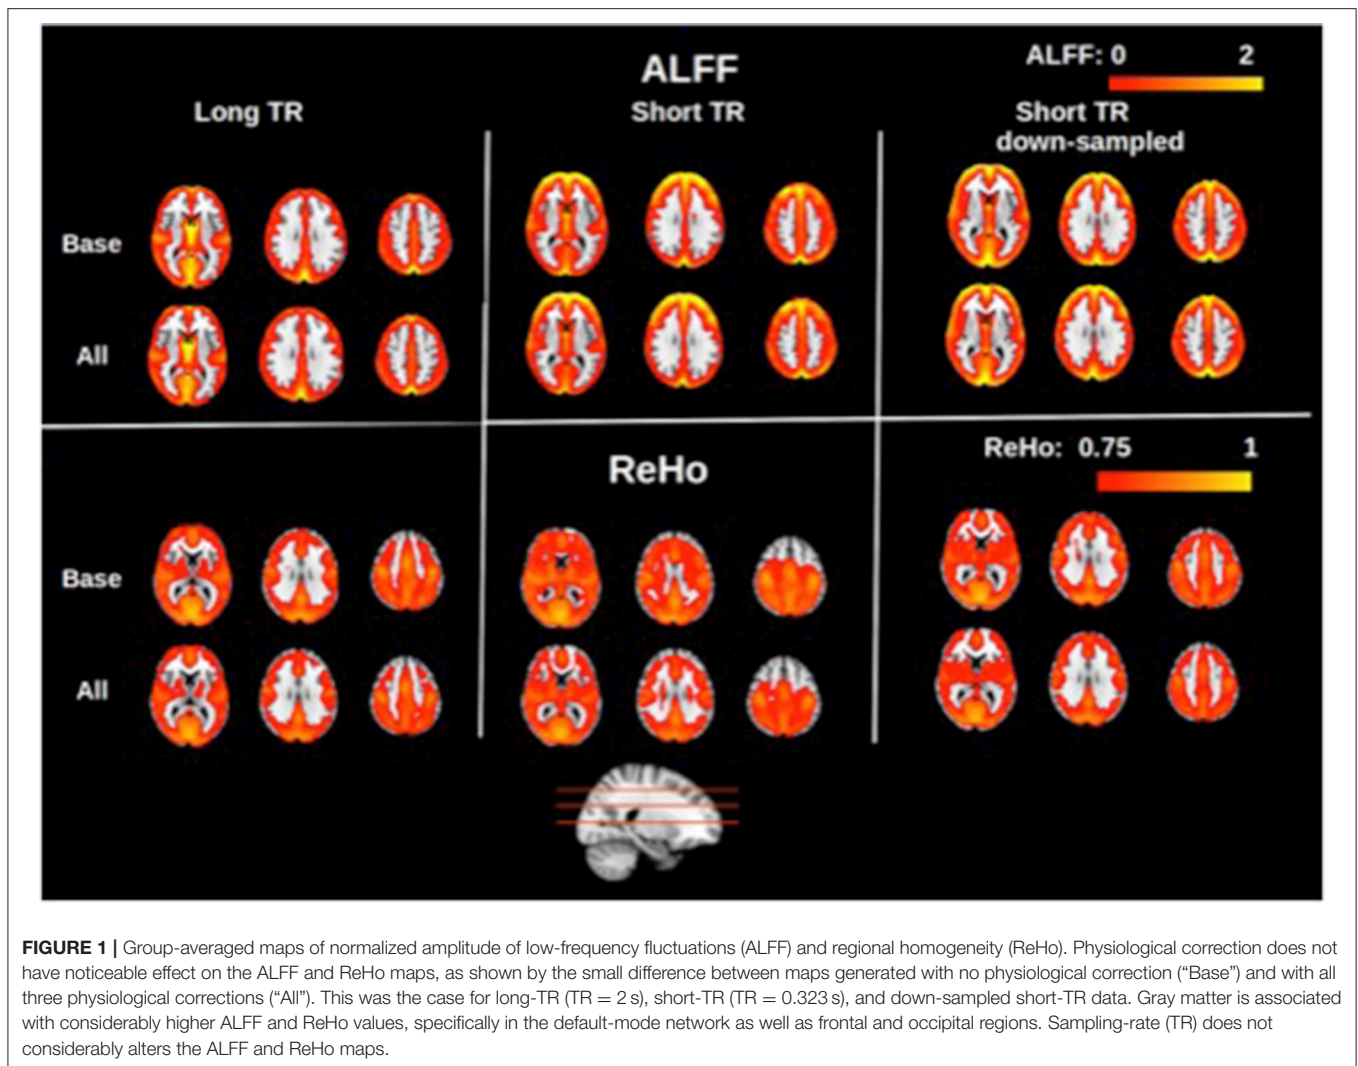 ALFF
ALFF: 0 2
Long TR
Short TR
Short TR
down-sampled
Base
All
ReHo
ReHo: 0.75 1
Base
All
FIGURE 1 | Group-averaged maps of normalized amplitude of low-frequency fluctuations (ALFF) and regional homogeneity (ReHo). Physiological correction does not
have noticeable effect on the ALFF and ReHo maps, as shown by the small difference between maps generated with no physiological correction (“Base”) and with all
three physiological corrections (“All”). This was the case for long-TR (TR = 2 s), short-TR (TR = 0.323 s), and down-sampled short-TR data. Gray matter is associated
with considerably higher ALFF and ReHo values, specifically in the default-mode network as well as frontal and occipital regions. Sampling-rate (TR) does not
considerably alters the ALFF and ReHo maps.